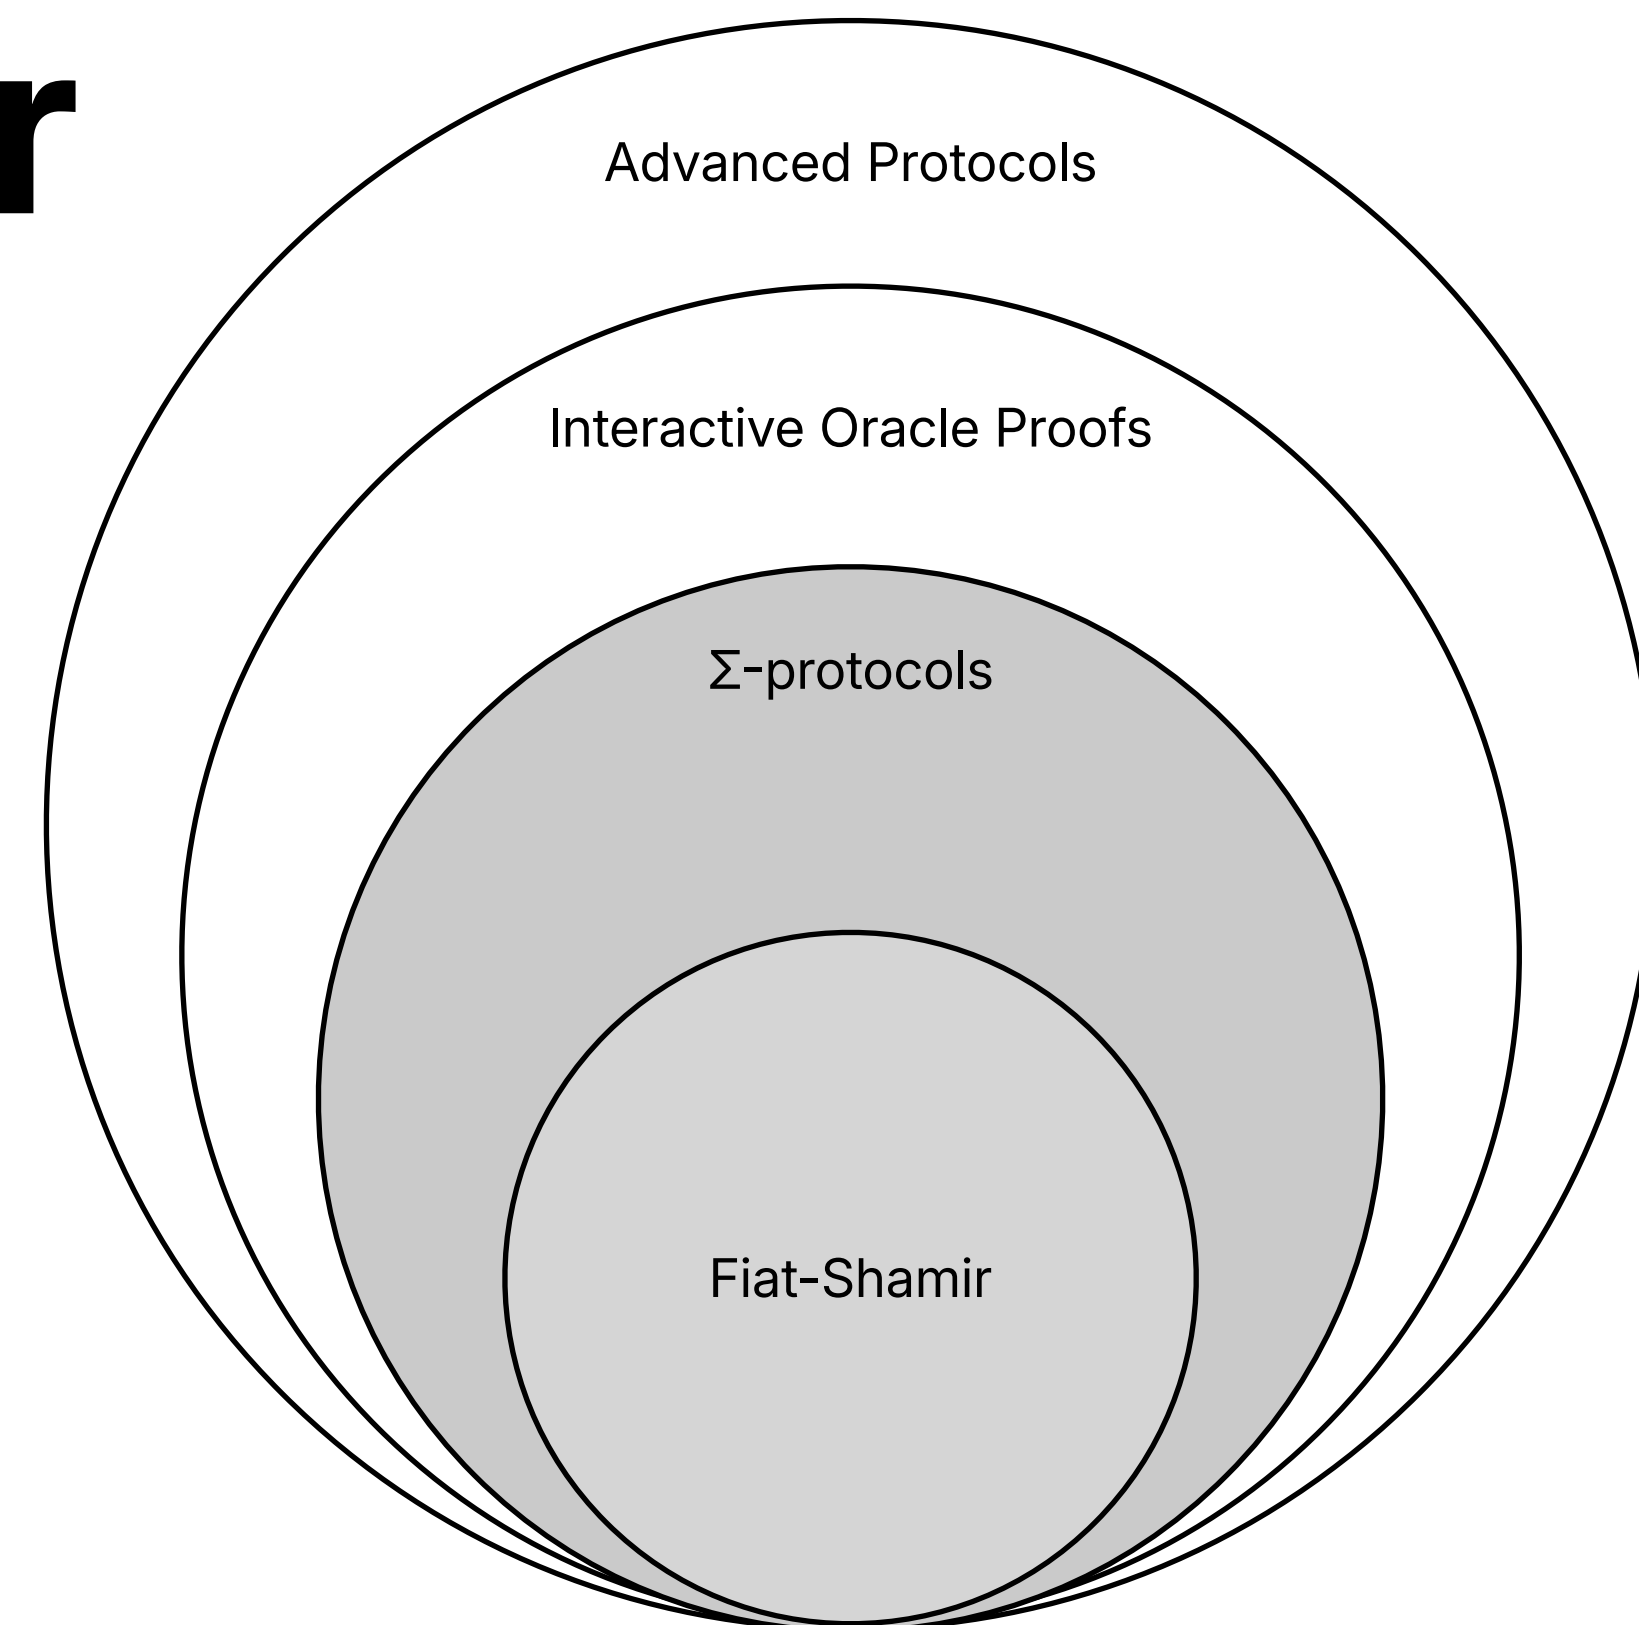 r
Advanced Protocols
Interactive Oracle Proofs
Σ-protocols
Fiat-Shamir